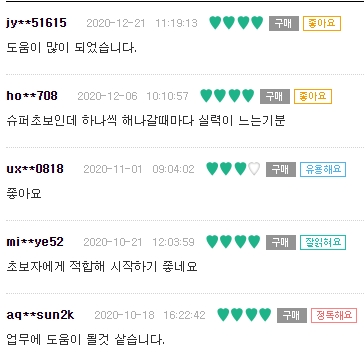 jy**51615 2020-12-21 11:19:13 구매 좋아요
도움이 많이 되었습니다.
ho**708 2020-12-06 10:10:57 구매 좋아요
슈퍼초보인데 하나씩 해나갈때마다 실력이 느는기분
ux**0818 2020-11-01 09:04:02 구매 유용해요
좋아요
mi**ye52 2020-10-21 12:03:59 구매 잘읽혀요
초보자에게 적합해 시작하기 좋네요
aq**sun2k 2020-10-18 16:22:42 구매 정독해요
업무에 도움이 될것 같습니다.